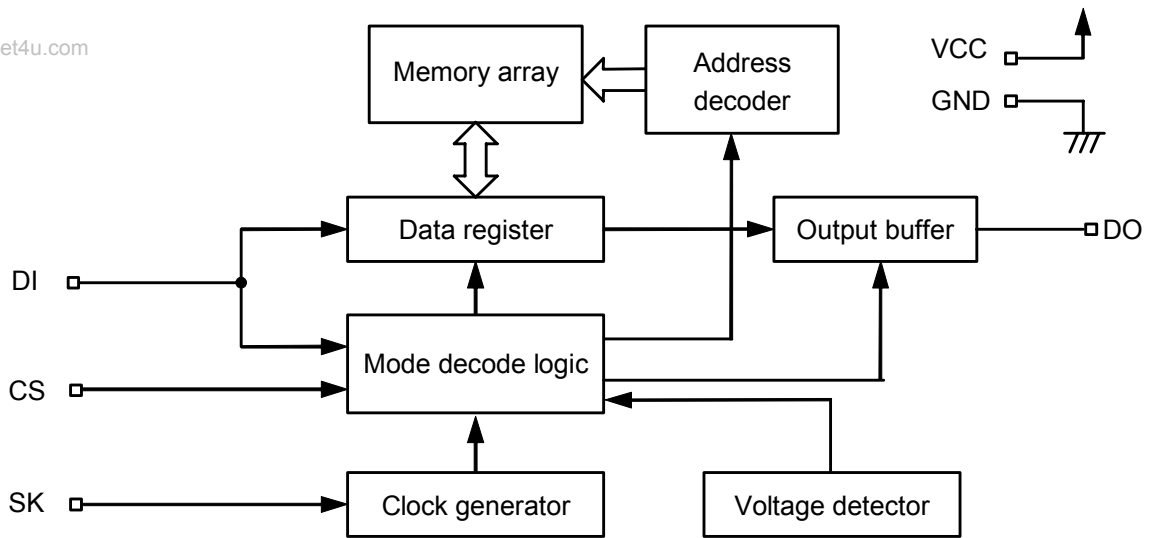 et4u.com
Memory array
Address
decoder
VCC
GND
Data register
Output buffer
DO
DI
Mode decode logic
CS
SK
Clock generator
Voltage detector